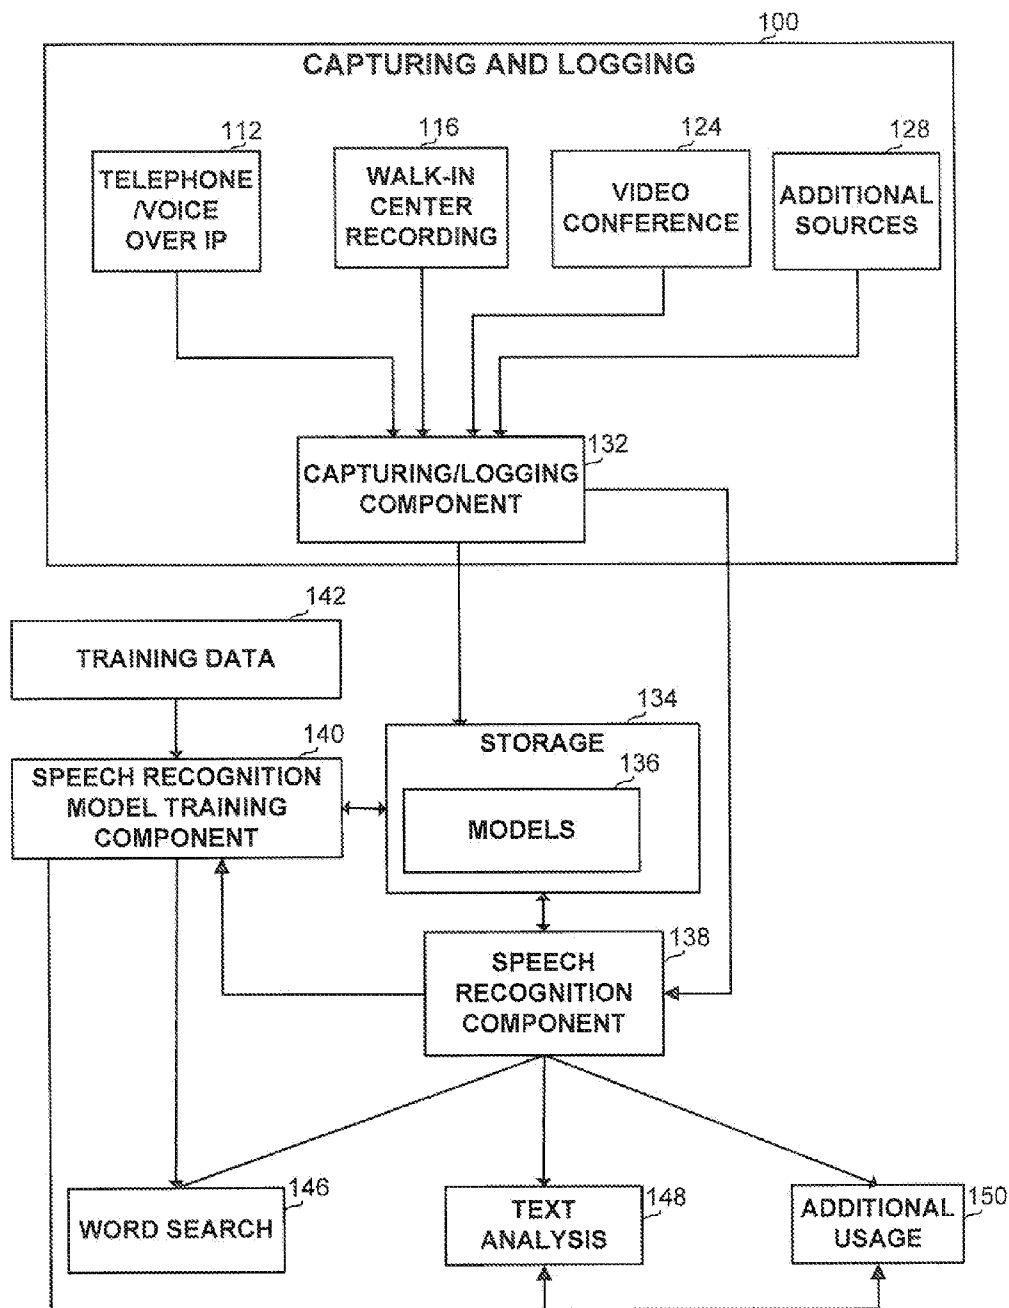 100
CAPTURING AND LOGGING
112
TELEPHONE
/VOICE
OVER IP
116
WALK-IN
CENTER
RECORDING
124
VIDEO
CONFERENCE
128
ADDITIONAL
SOURCES
132
CAPTURING/LOGGING
COMPONENT
142
TRAINING DATA
134
STORAGE
136
MODELS
140
SPEECH RECOGNITION
MODEL TRAINING
COMPONENT
138
SPEECH
RECOGNITION
COMPONENT
146
WORD SEARCH
148
TEXT
ANALYSIS
150
ADDITIONAL
USAGE